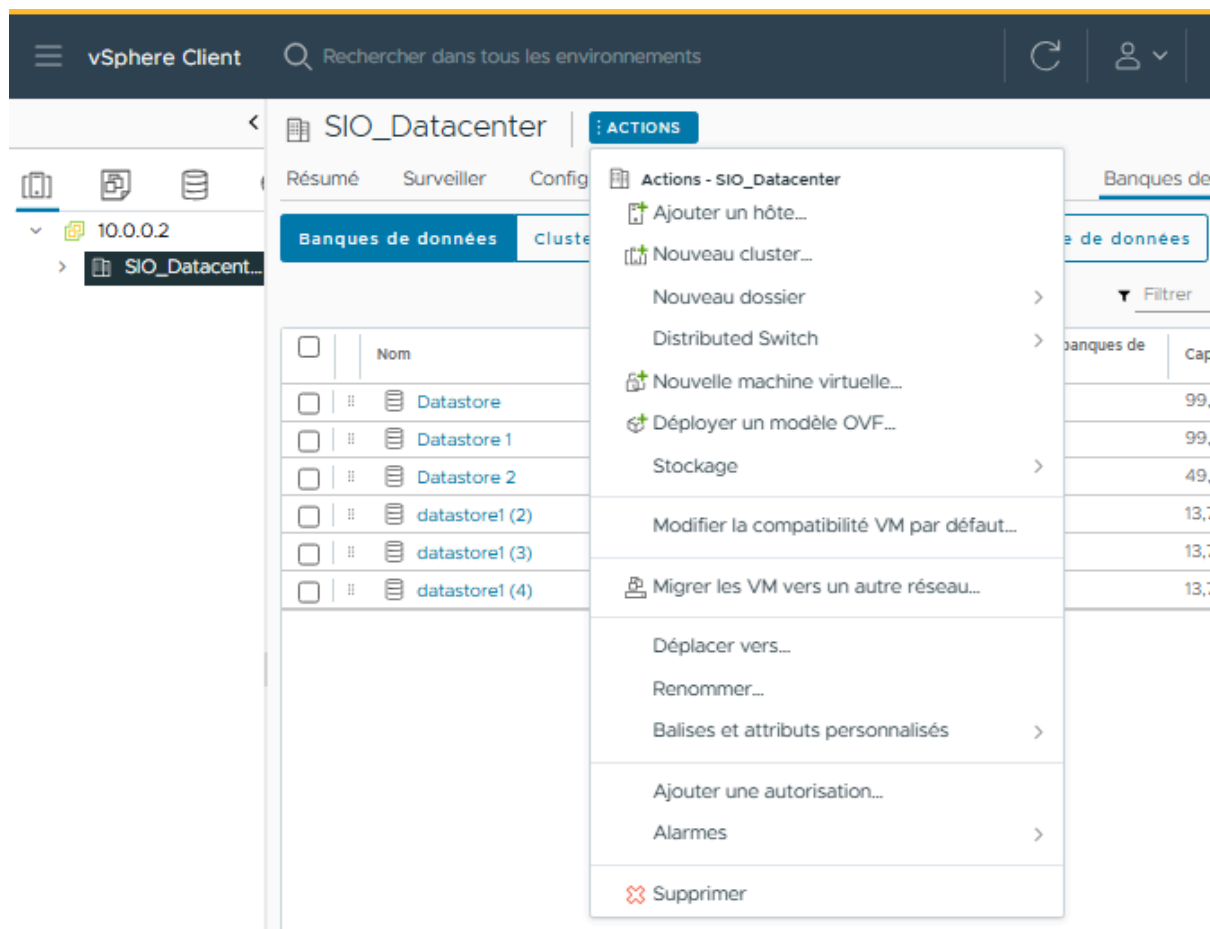 vSphere Client
Rechercher dans tous les environnements
SIO_Datacenter
ACTIONS
Résumé
Surveiller
Config
Banques de
10.0.0.2
SIO_Datacent...
Banques de données
Cluste
e de données
Filtrer
Nom
banques de
Cap
Datastore
99,
Datastore 1
99,
Datastore 2
49,
datastore1 (2)
13,7
datastore1 (3)
13,7
datastore1 (4)
13,7
Actions - SIO_Datacenter
Ajouter un hôte...
Nouveau cluster...
Nouveau dossier
Distributed Switch
Nouvelle machine virtuelle...
Déployer un modèle OVF...
Stockage
Modifier la compatibilité VM par défaut...
Migrer les VM vers un autre réseau...
Déplacer vers...
Renommer...
Balises et attributs personnalisés
Ajouter une autorisation...
Alarmes
Supprimer